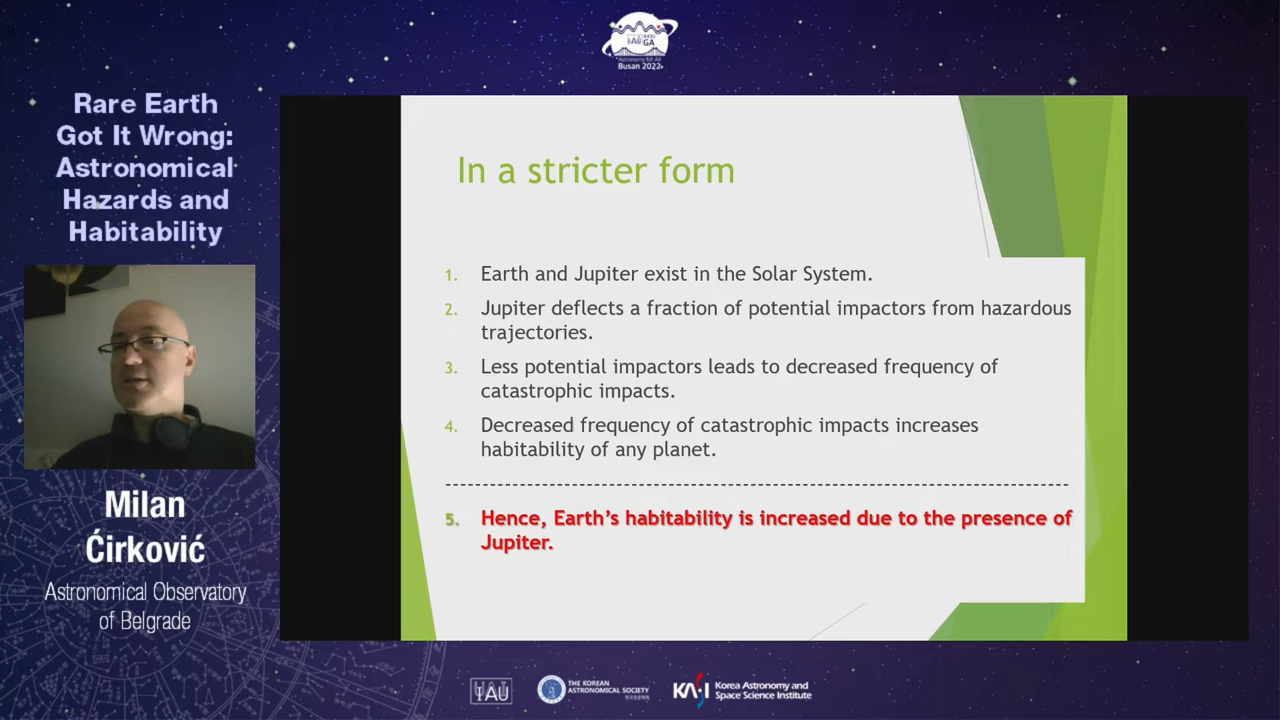 IAU XXXI GA
Busan 2022
Rare Earth
Got It Wrong:
Astronomical
Hazards and
Habitability
In a stricter form
1. Earth and Jupiter exist in the Solar System.
2. Jupiter deflects a fraction of potential impactors from hazardous
trajectories.
3. Less potential impactors leads to decreased frequency of
catastrophic impacts.
4. Decreased frequency of catastrophic impacts increases
habitability of any planet.
--------------------------------------------------------------------------------
5. Hence, Earth's habitability is increased due to the presence of
Jupiter.
Milan
Ćirković
Astronomical Observatory
of Belgrade
IAU
THE KOREAN
ASTRONOMICAL SOCIETY
KASI
Korea Astronomy and
Space Science Institute